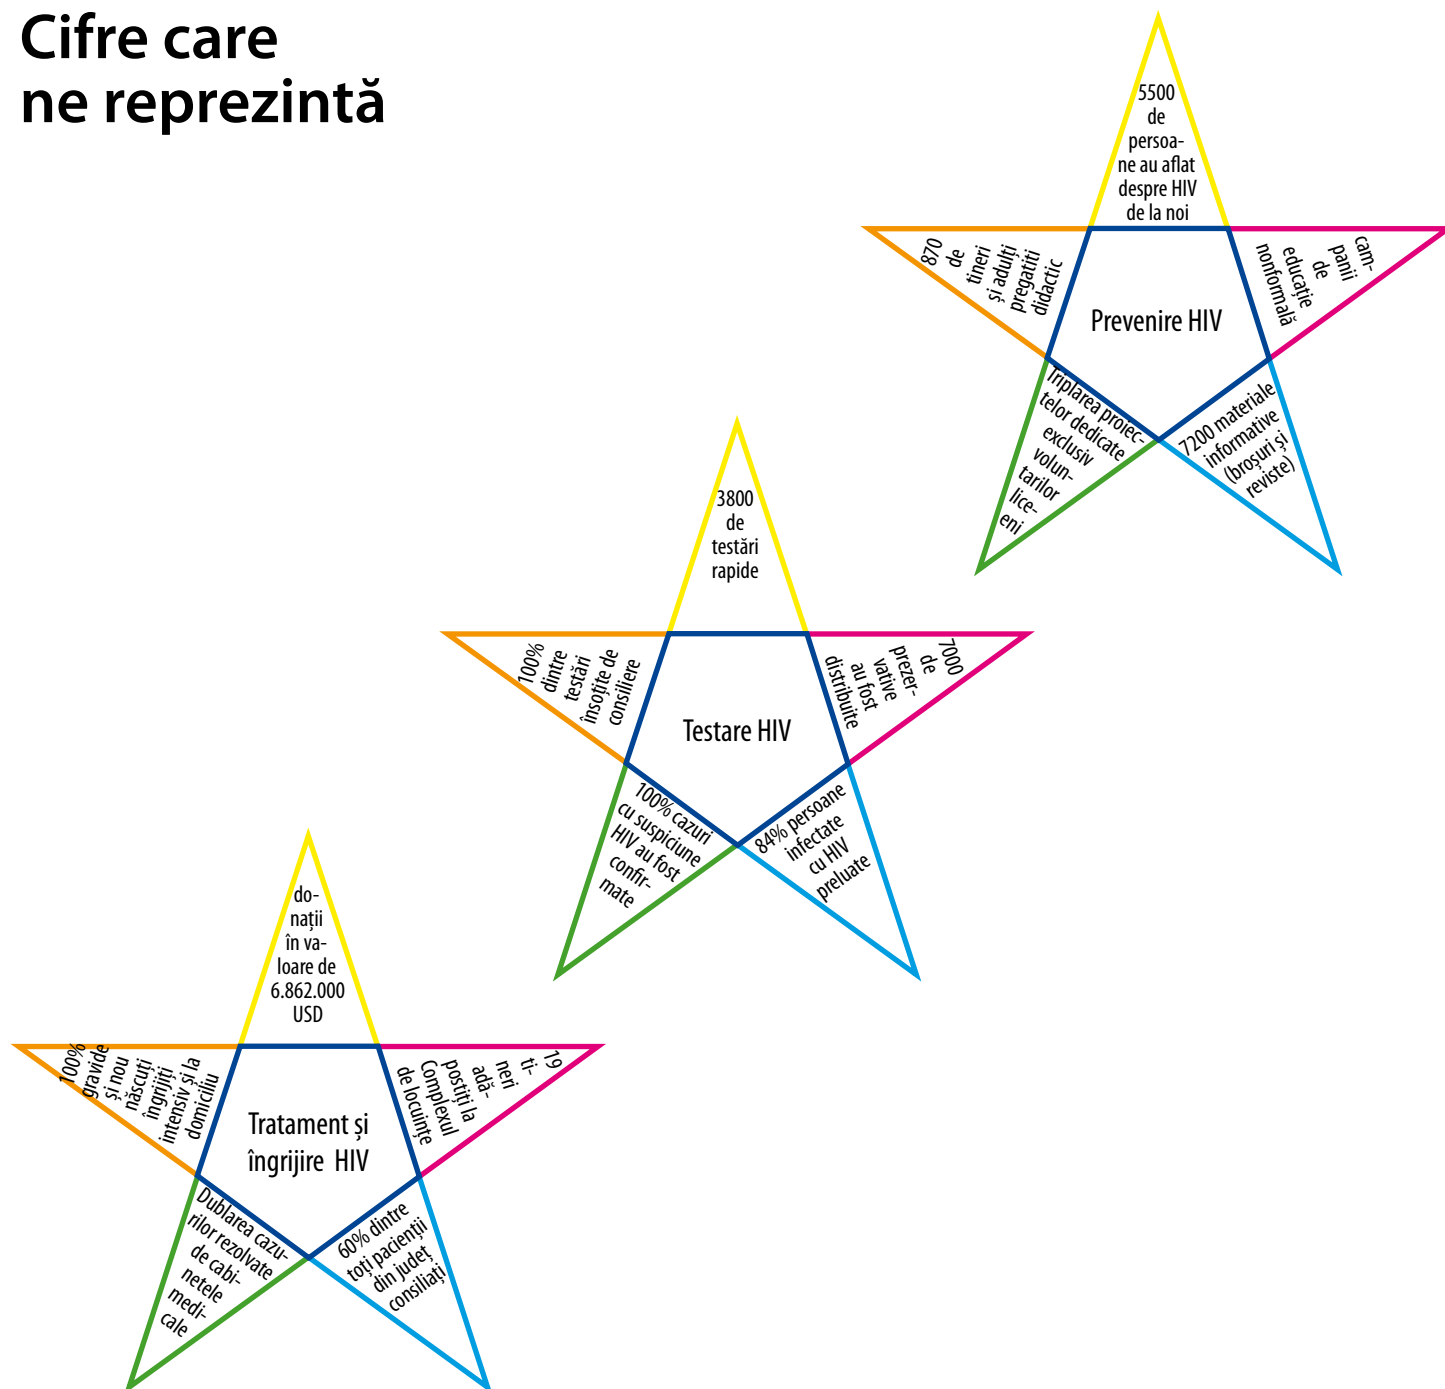 Cifre care
ne reprezintă
5500
de
persoa-
ne au aflat
despre HIV
de la noi
870
de
tineri
și adulți
pregatiti
didactic
Prevenire HIV
cam-
panii
de
educație
nonformală
Triplarea proiec-
telor dedicate
exclusiv
volun-
tarilor
lice-
eni
7200 materiale
informative
(broșuri și
reviste)
3800
de
testări
rapide
100%
dintre
testări
însoțite de
consiliere
Testare HIV
7000
de
prezer-
vative
au fost
distribuite
100% cazuri
cu suspiciune
HIV au fost
confir-
mate
84% persoane
infectate
cu HIV
preluate
do-
nații
în va-
loare de
6.862.000
USD
100%
gravide
și nou
născuți
îngrijiți
intensiv și la
domiciliu
Tratament și
îngrijire  HIV
19
ti-
neri
adă-
postiți la
Complexul
de locuințe
Dublarea cazu-
rilor rezolvate
de cabi-
netele
medi-
cale
60% dintre
toți pacienții
din județ
consiliați